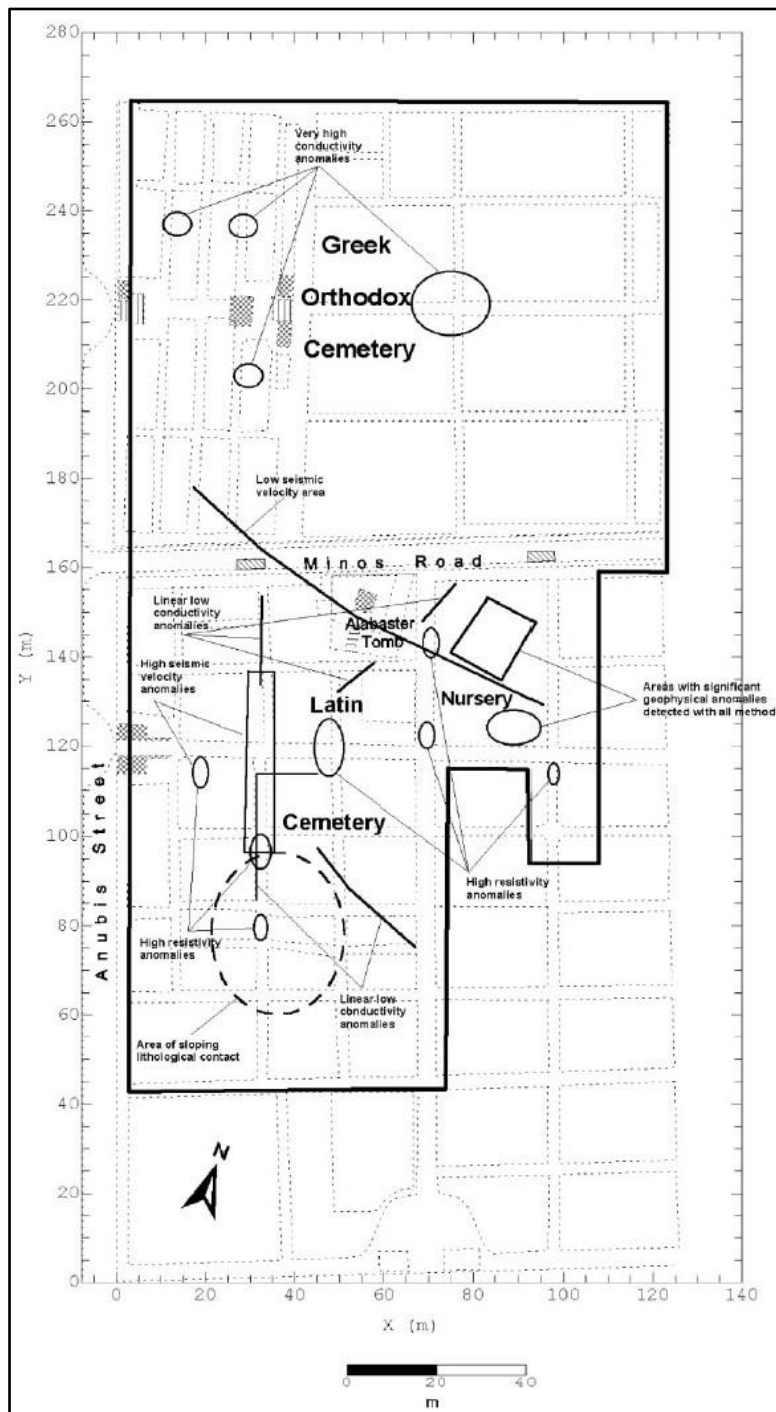 280
260
240
220
200
180
160
140
120
100
80
60
40
20
0
Y (m)
Very high
conductivity
anomalies
Greek
Orthodox
Cemetery
Low seismic
velocity area
Minos Road
Linear low
conductivity
anomalies
Alabaster
Tomb
High seismic
velocity
anomalies
Latin
Nursery
Areas with significant
geophysical anomalies
detected with all method
Anubis Street
Cemetery
High resistivity
anomalies
High resistivity
anomalies
Linear low
conductivity
anomalies
Area of sloping
lithological contact
N
0 20 40 60 80 100 120 140
X (m)
0 20 40
m